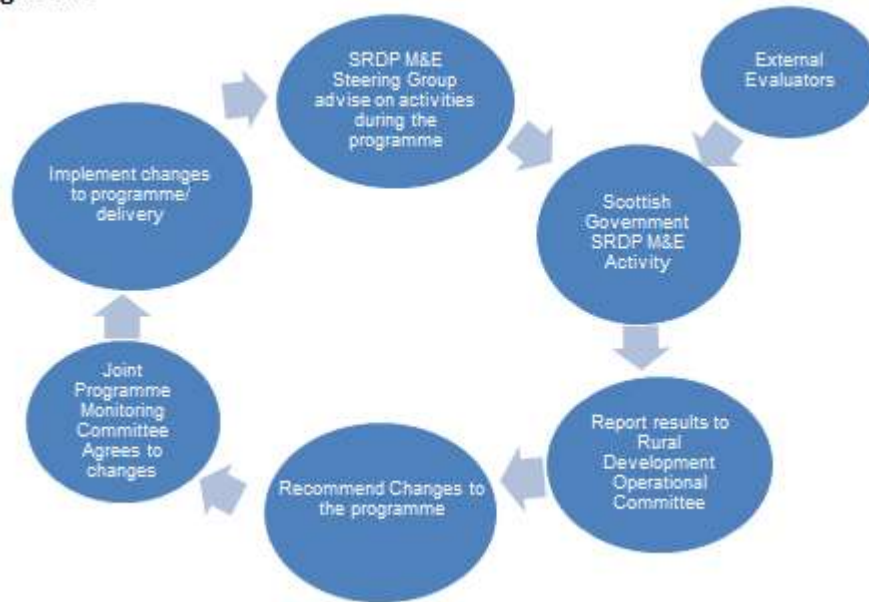 SRDP M&E
Steering Group
advise on activities
during the
programme
External
Evaluators
Scottish
Government
SRDP M&E
Activity
Report results to
Rural
Development
Operational
Committee
Recommend Changes to
the programme
Joint
Programme
Monitoring
Committee
Agrees to
changes
Implement changes
to programme/
delivery